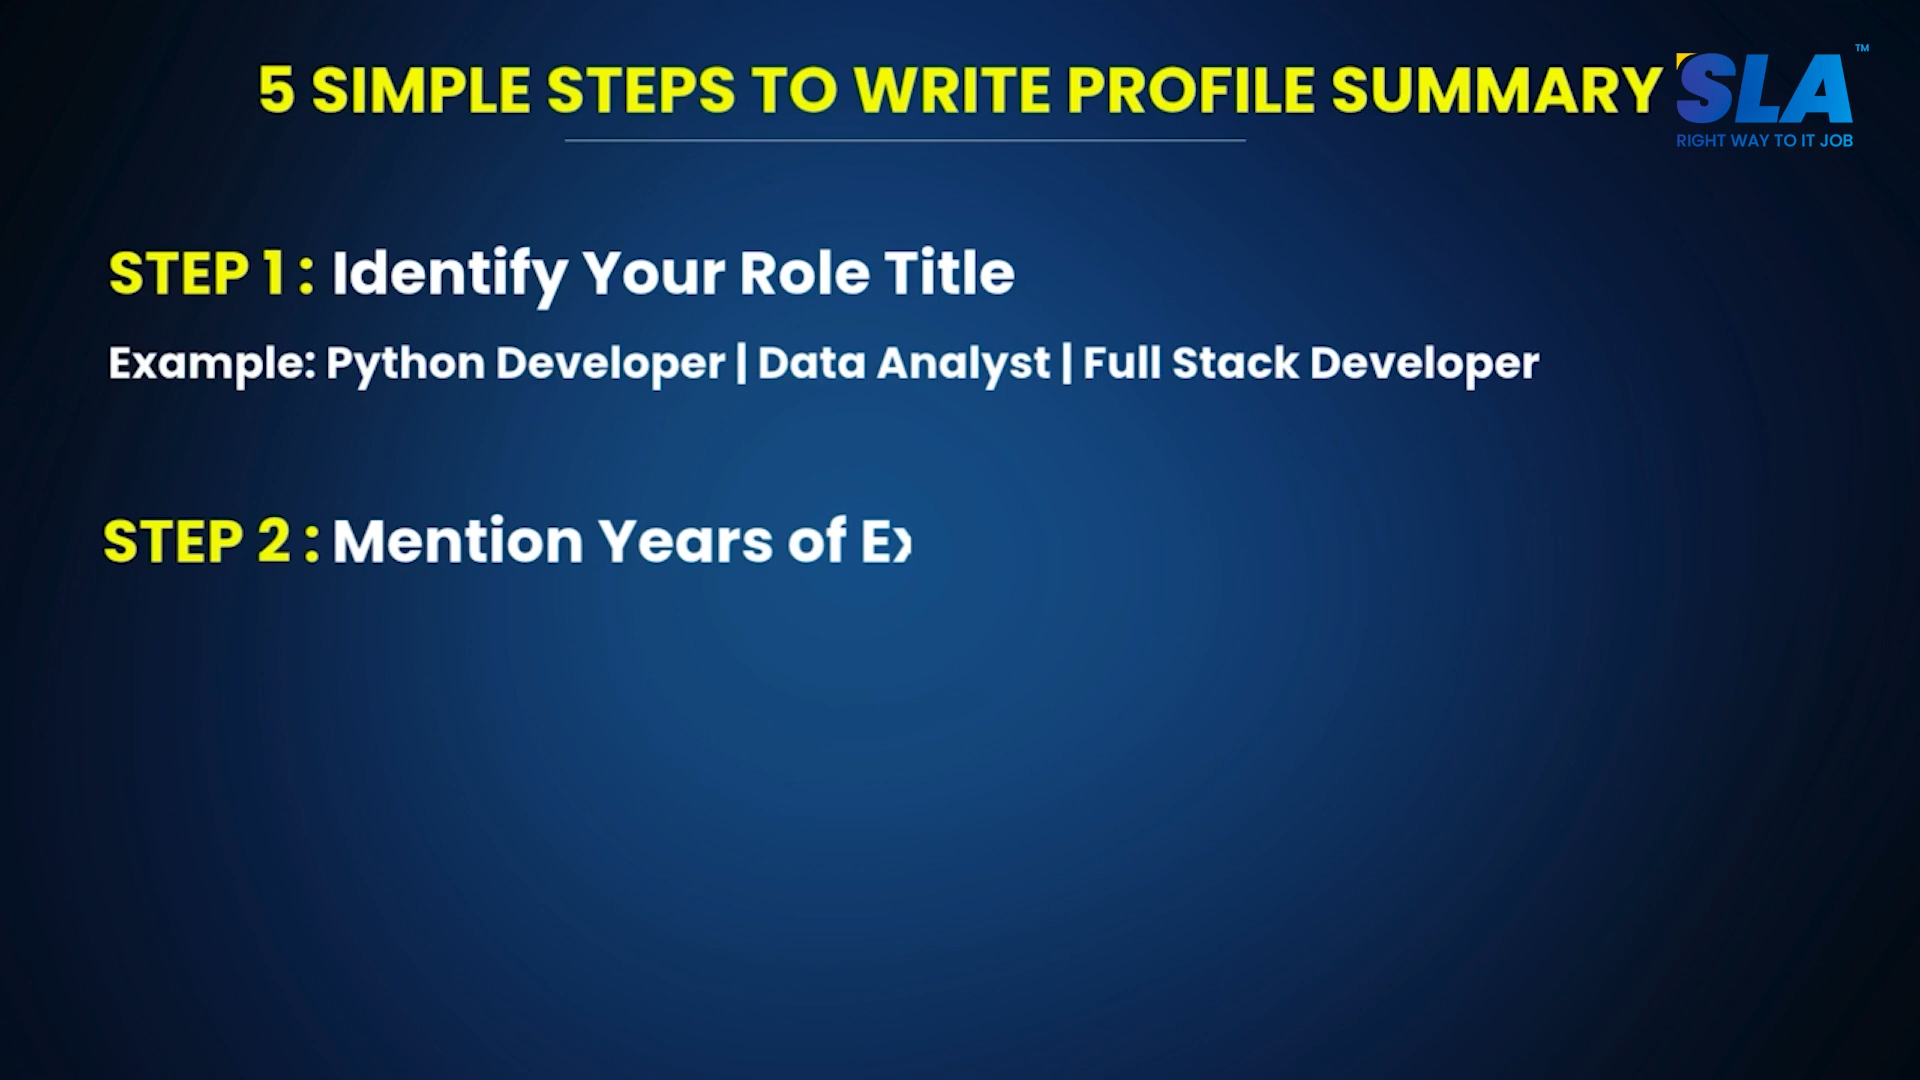 5 SIMPLE STEPS TO WRITE PROFILE SUMMARY
SLA™
RIGHT WAY TO IT JOB
STEP 1 : Identify Your Role Title
Example: Python Developer | Data Analyst | Full Stack Developer
STEP 2 : Mention Years of